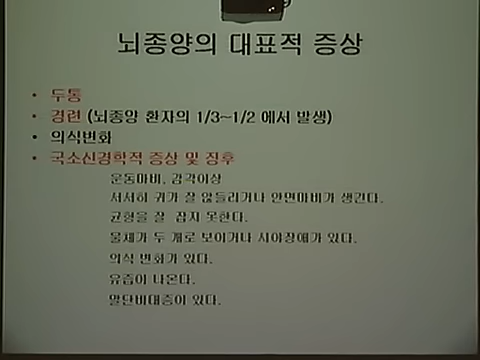 뇌종양의 대표적 증상
• 두통
• 경련 (뇌종양 환자의 1/3~1/2 에서 발생)
• 의식변화
• 국소신경학적 증상 및 징후
운동마비, 감각이상
서서히 귀가 잘 않들리거나 안면마비가 생긴다.
균형을 잘 잡지 못한다.
물체가 두 개로 보이거나 시야장애가 있다.
의식 변화가 있다.
유즙이 나온다.
말단비대증이 있다.